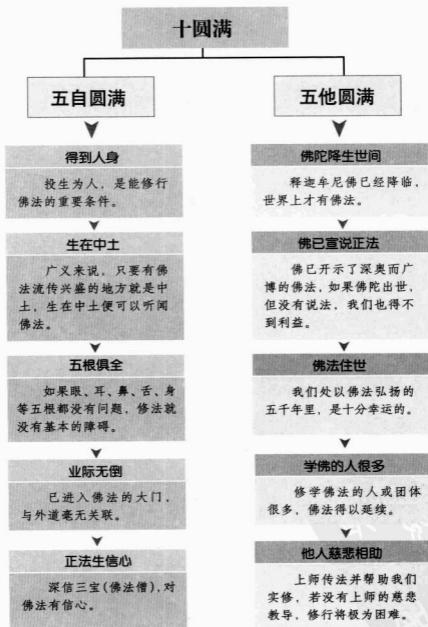 十圆满
五自圆满
得到人身
投生为人，是能修行
佛法的重要条件。
生在中土
广义来说，只要有佛
法流传兴盛的地方就是中
土，生在中土便可以听闻
佛法。
五根俱全
如果眼、耳、鼻、舌、身
等五根都没有问题，修法就
没有基本的障碍。
业际无倒
已进入佛法的大门，
与外道毫无关联。
正法生信心
深信三宝（佛法僧），对
佛法有信心。
五他圆满
佛陀降生世间
释迦牟尼佛已经降临，
世界上才有佛法。
佛已宣说正法
佛已开示了深奥而广
博的佛法，如果佛陀出世，
但没有说法，我们也得不
到利益。
佛法住世
我们处以佛法弘扬的
五千年里，是十分幸运的。
学佛的人很多
修学佛法的人或团体
很多，佛法得以延续。
他人慈悲相助
上师传法并帮助我们
实修，若没有上师的慈悲
教导，修行将极为困难。